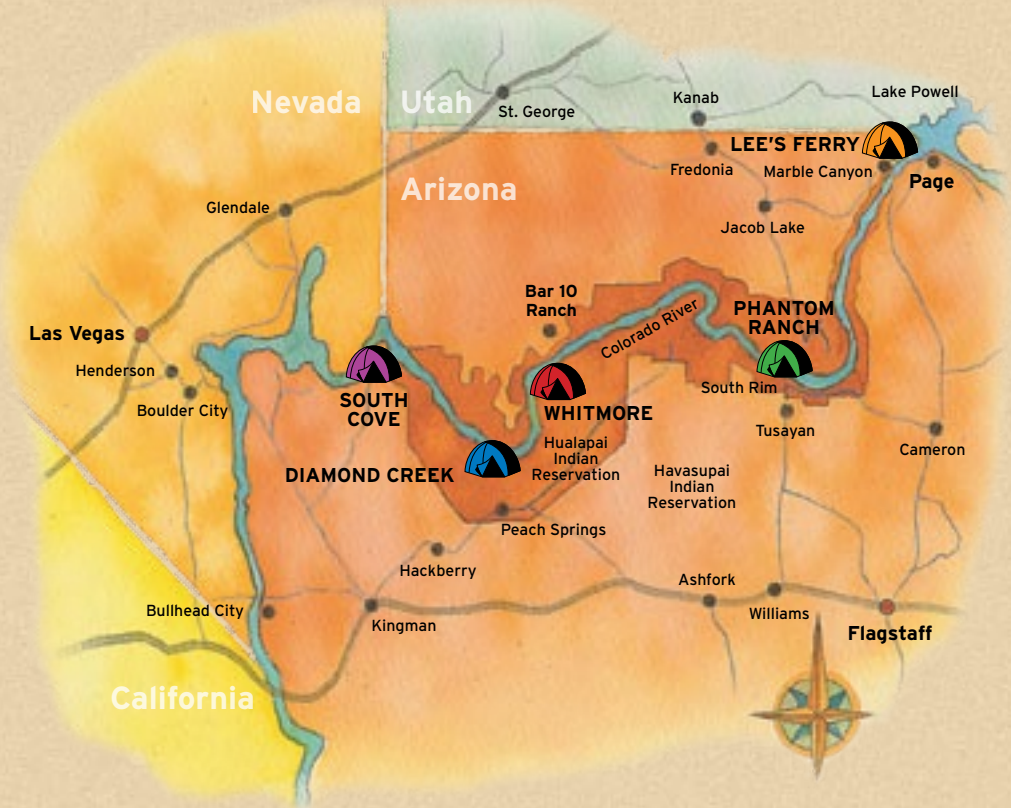 Lake Powell
Kanab
Nevada
Utah
St. George
LEE'S FERRY
Fredonia
Marble Canyon
Page
Arizona
Glendale
Jacob Lake
Bar 10
Ranch
Colorado River
PHANTOM
RANCH
Las Vegas
Henderson
Boulder City
South Rim
SOUTH
COVE
WHITMORE
Tusayan
Hualapai
Indian
Reservation
Cameron
DIAMOND CREEK
Havasupai
Indian
Reservation
Peach Springs
Hackberry
Ashfork
Bullhead City
Williams
Kingman
Flagstaff
California